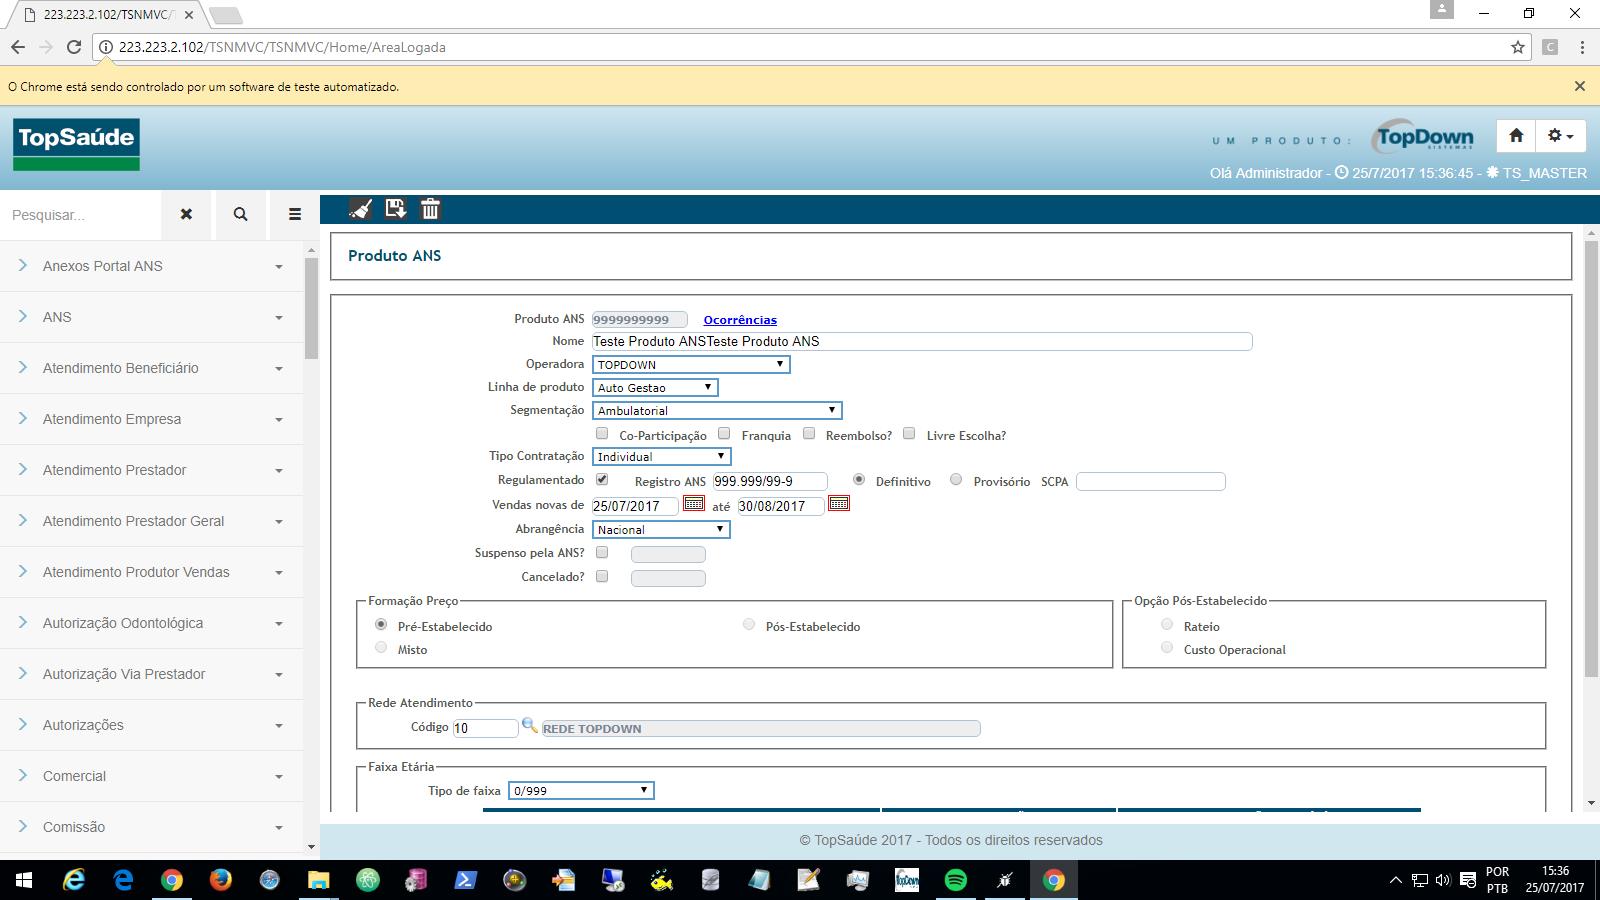 223.223.2.102/TSNMVC/T
223.223.2.102/TSNMVC/TSNMVC/Home/AreaLogada
C
O Chrome está sendo controlado por um software de teste automatizado.
TopSaúde
UM PRODUTO:
TopDown
SISTEMAS
Olá Administrador - 25/7/2017 15:36:45 - TS_MASTER
Pesquisar...
Anexos Portal ANS
ANS
Atendimento Beneficiário
Atendimento Empresa
Atendimento Prestador
Atendimento Prestador Geral
Atendimento Produtor Vendas
Autorização Odontológica
Autorização Via Prestador
Autorizações
Comercial
Comissão
Produto ANS
Produto ANS 9999999999 Ocorrências
Nome Teste Produto ANSTeste Produto ANS
Operadora TOPDOWN
Linha de produto Auto Gestao
Segmentação Ambulatorial
Co-Participação Franquia Reembolso? Livre Escolha?
Tipo Contratação Individual
Regulamentado Registro ANS 999.999/99-9 Definitivo Provisório SCPA
Vendas novas de 25/07/2017 até 30/08/2017
Abrangência Nacional
Suspenso pela ANS?
Cancelado?
Formação Preço
Pré-Estabelecido Pós-Estabelecido
Misto
Opção Pós-Estabelecido
Rateio
Custo Operacional
Rede Atendimento
Código 10 REDE TOPDOWN
Faixa Etária
Tipo de faixa 0/999
© TopSaúde 2017 - Todos os direitos reservados
TopDown
POR
PTB
15:36
25/07/2017